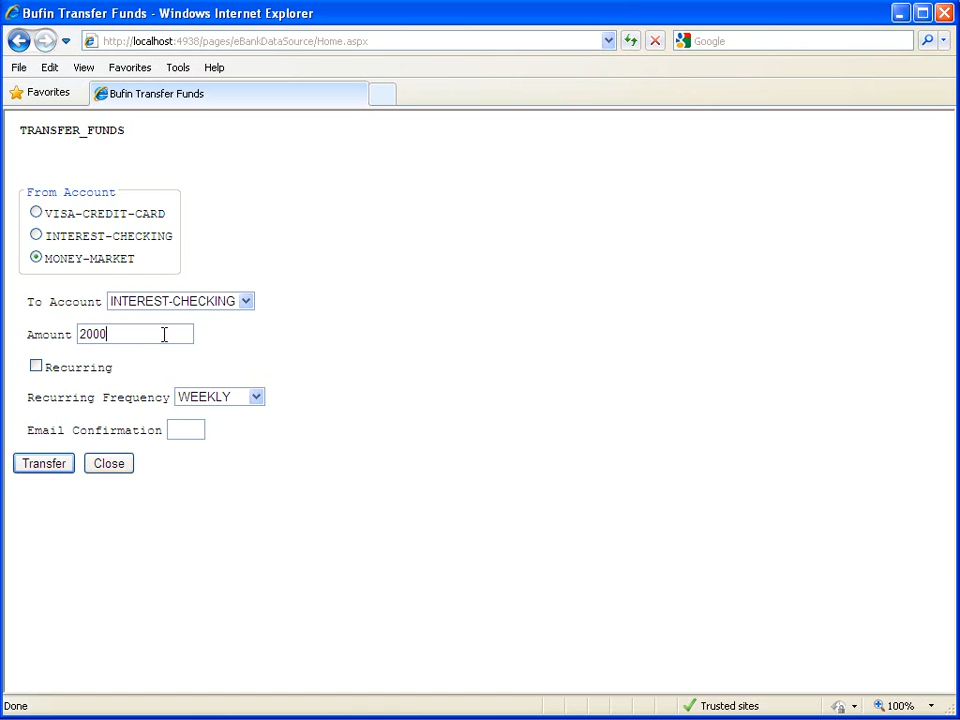 Bufin Transfer Funds - Windows Internet Explorer
http://localhost:4938/pages/eBankDataSource/Home.aspx
Google
File Edit View Favorites Tools Help
Favorites
Bufin Transfer Funds
TRANSFER_FUNDS
From Account
VISA-CREDIT-CARD
INTEREST-CHECKING
MONEY-MARKET
To Account INTEREST-CHECKING
Amount 2000
Recurring
Recurring Frequency WEEKLY
Email Confirmation
Transfer Close
Done Trusted sites 100%